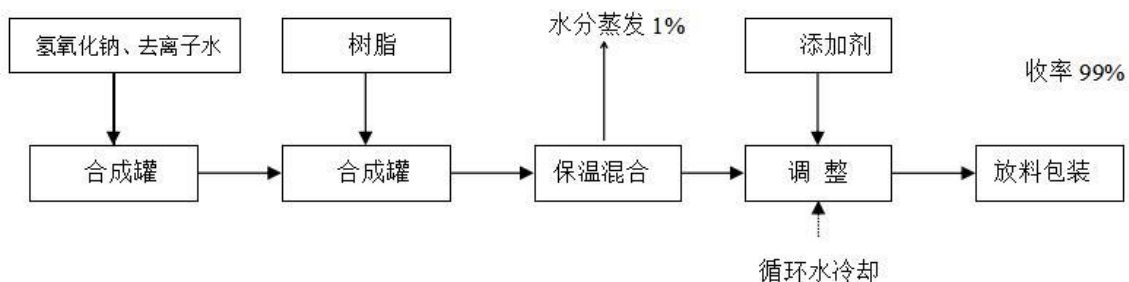 水分蒸发 1%
氢氧化钠、去离子水
树脂
添加剂
收率 99%
合成罐
合成罐
保温混合
调 整
放料包装
循环水冷却